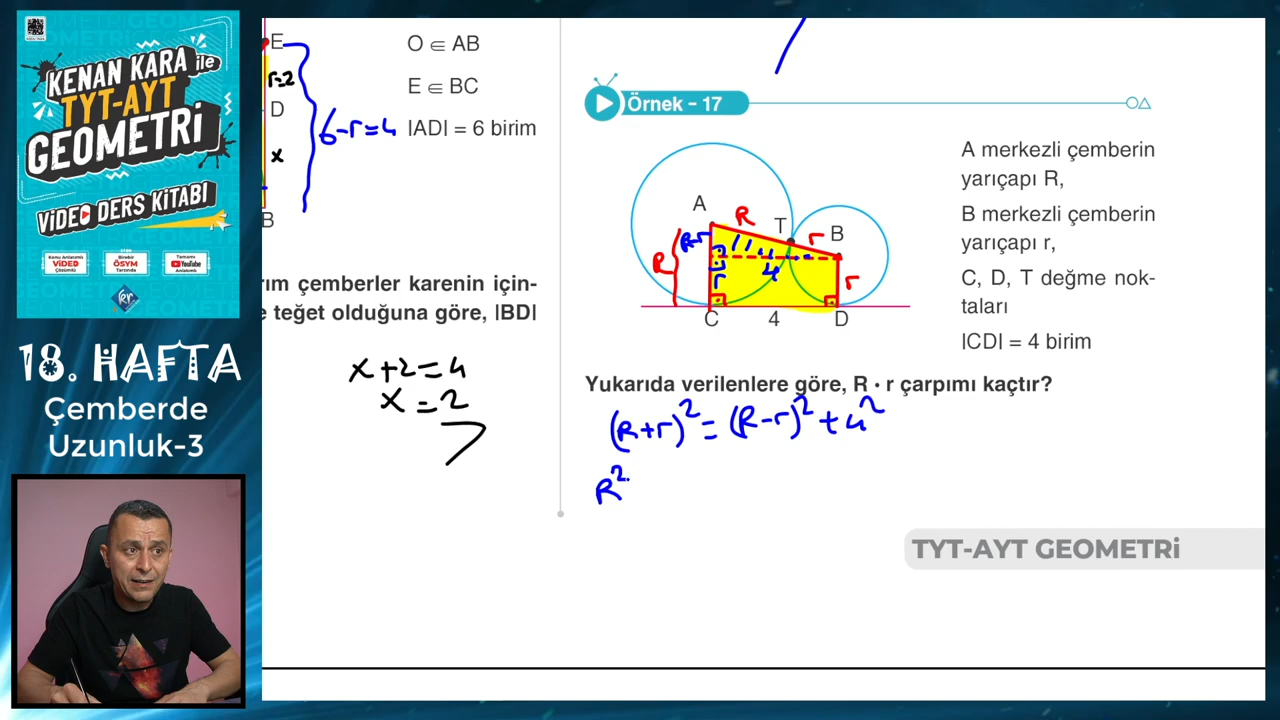 KENAN KARA ile
TYT-AYT
GEOMETRİ
VİDEO DERS KİTABI
18. HAFTA
Çemberde
Uzunluk-3
E
r=2
D
x
B
6-r=4
O ∈ AB
E ∈ BC
|AD| = 6 birim
rım çemberler karenin için-
e teğet olduğuna göre, |BD|
x+2=4
x=2
Örnek - 17
A
R
T
r
B
R-r
R
r
4
r
C
4
D
A merkezli çemberin
yarıçapı R,
B merkezli çemberin
yarıçapı r,
C, D, T değme nok-
taları
|CD| = 4 birim
Yukarıda verilenlere göre, R · r çarpımı kaçtır?
(R+r)²=(R-r)²+4²
R²
TYT-AYT GEOMETRİ